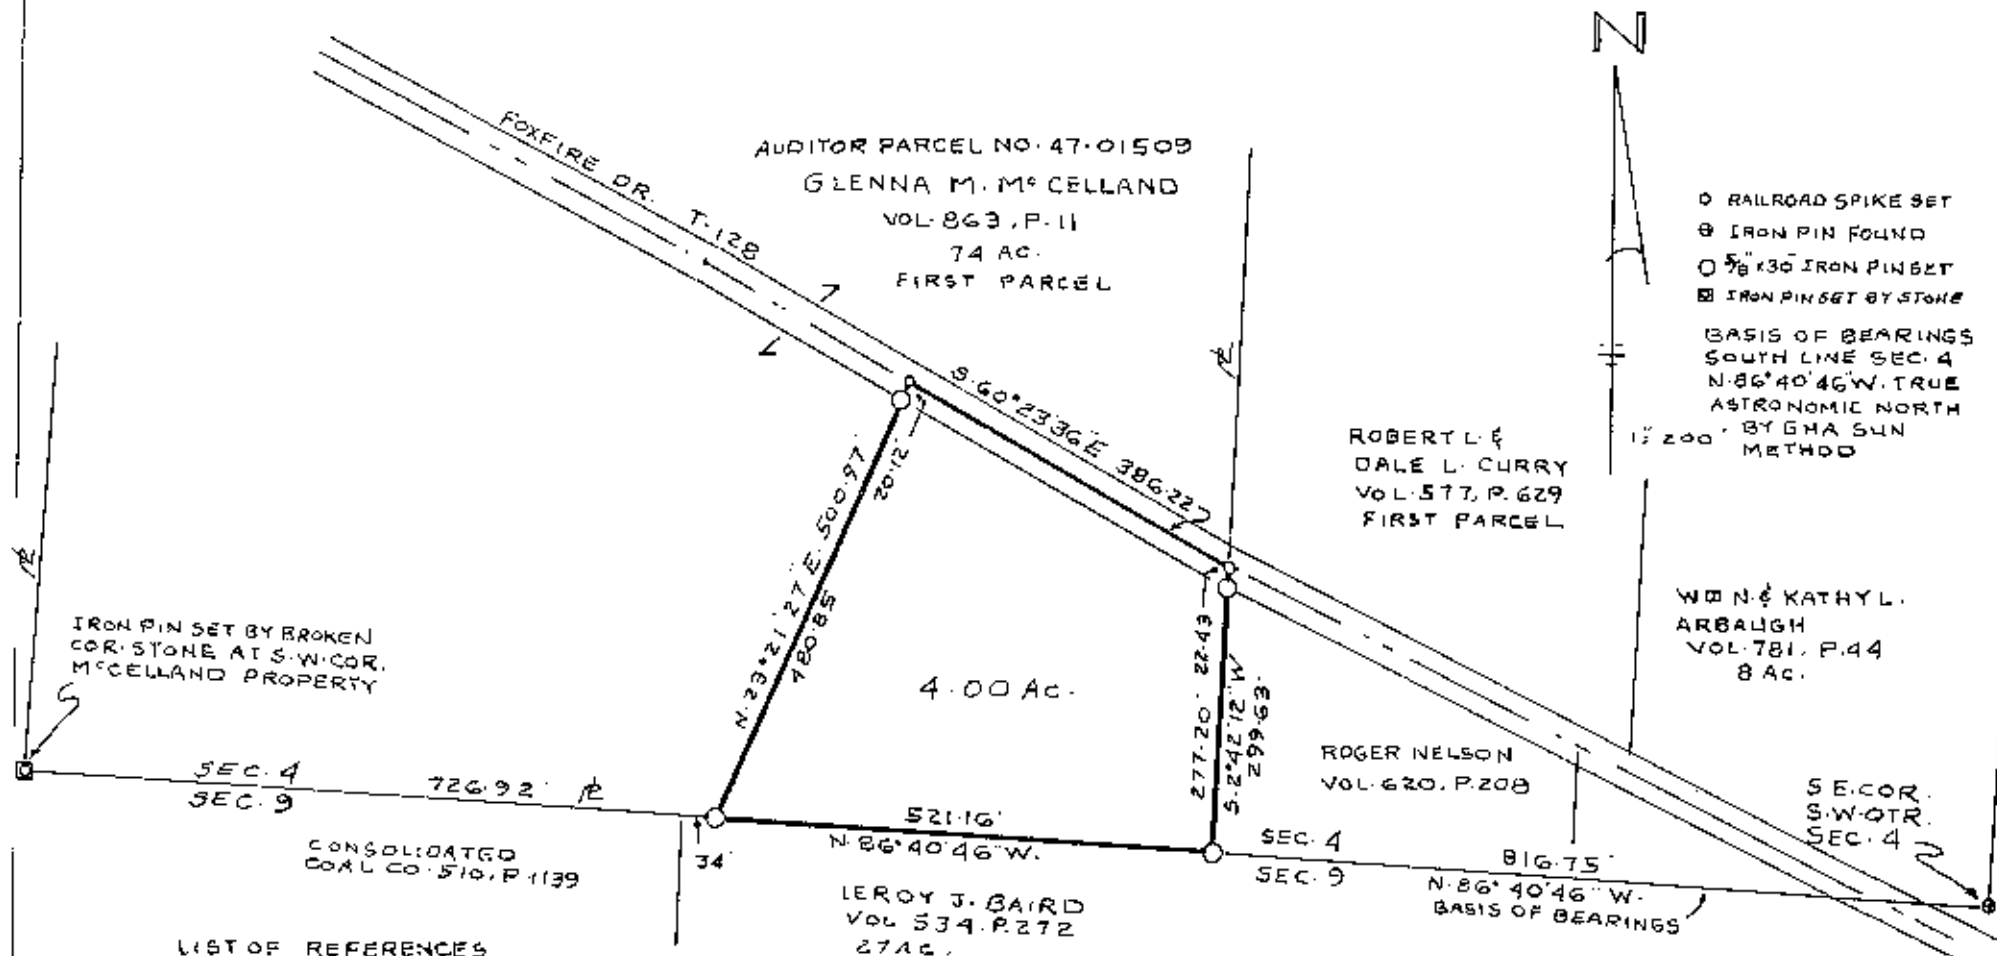 N
FOXFIRE DR. T-128
AUDITOR PARCEL NO. 47-01509
GLENNA M. McCELLAND
VOL. 863, P. 11
74 AC.
FIRST PARCEL
RAILROAD SPIKE SET
IRON PIN FOUND
5/8" x 30" IRON PIN SET
IRON PIN SET BY STONE
BASIS OF BEARINGS
SOUTH LINE SEC. 4
N. 86° 40' 46" W. TRUE
ASTRONOMIC NORTH
BY GHA SUN
METHOD
1" = 200'
S. 60° 23' 36" E 386.22'
ROBERT L. &
DALE L. CURRY
VOL. 577, P. 629
FIRST PARCEL
N. 23° 21' 27" E. 500.97'
20.12'
480.85
IRON PIN SET BY BROKEN
COR. STONE AT S.W. COR.
McCELLAND PROPERTY
4.00 AC.
277.20' 22.43
S. 2° 42' 12" W
299.63'
WM N. & KATHY L.
ARBAUGH
VOL. 781, P. 44
8 AC.
ROGER NELSON
VOL. 620, P. 208
S.E. COR.
S.W. QTR.
SEC. 4
SEC. 4
SEC. 9
726.92'
521.16'
N. 86° 40' 46" W.
SEC. 4
SEC. 9
816.75'
N. 86° 40' 46" W.
BASIS OF BEARINGS
CONSOLIDATED
COAL CO. 510, P. 1139
34'
LEROY J. BAIRD
VOL 534. P. 272
27 AC.
LIST OF REFERENCES